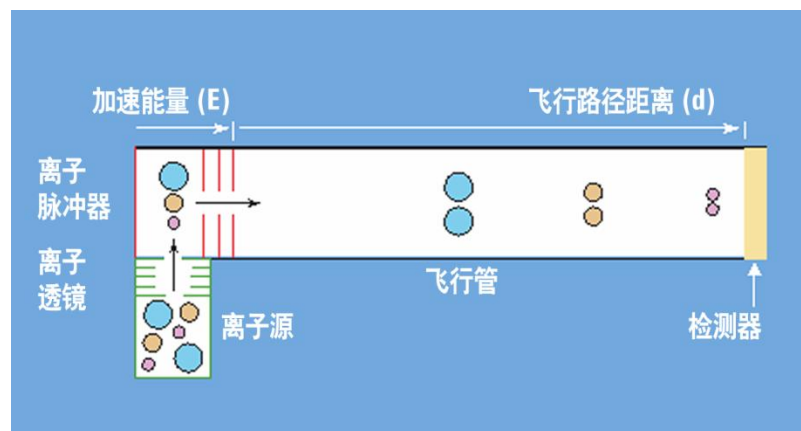 加速能量 (E)
飞行路径距离 (d)
离子
脉冲器
离子
透镜
飞行管
离子源
检测器